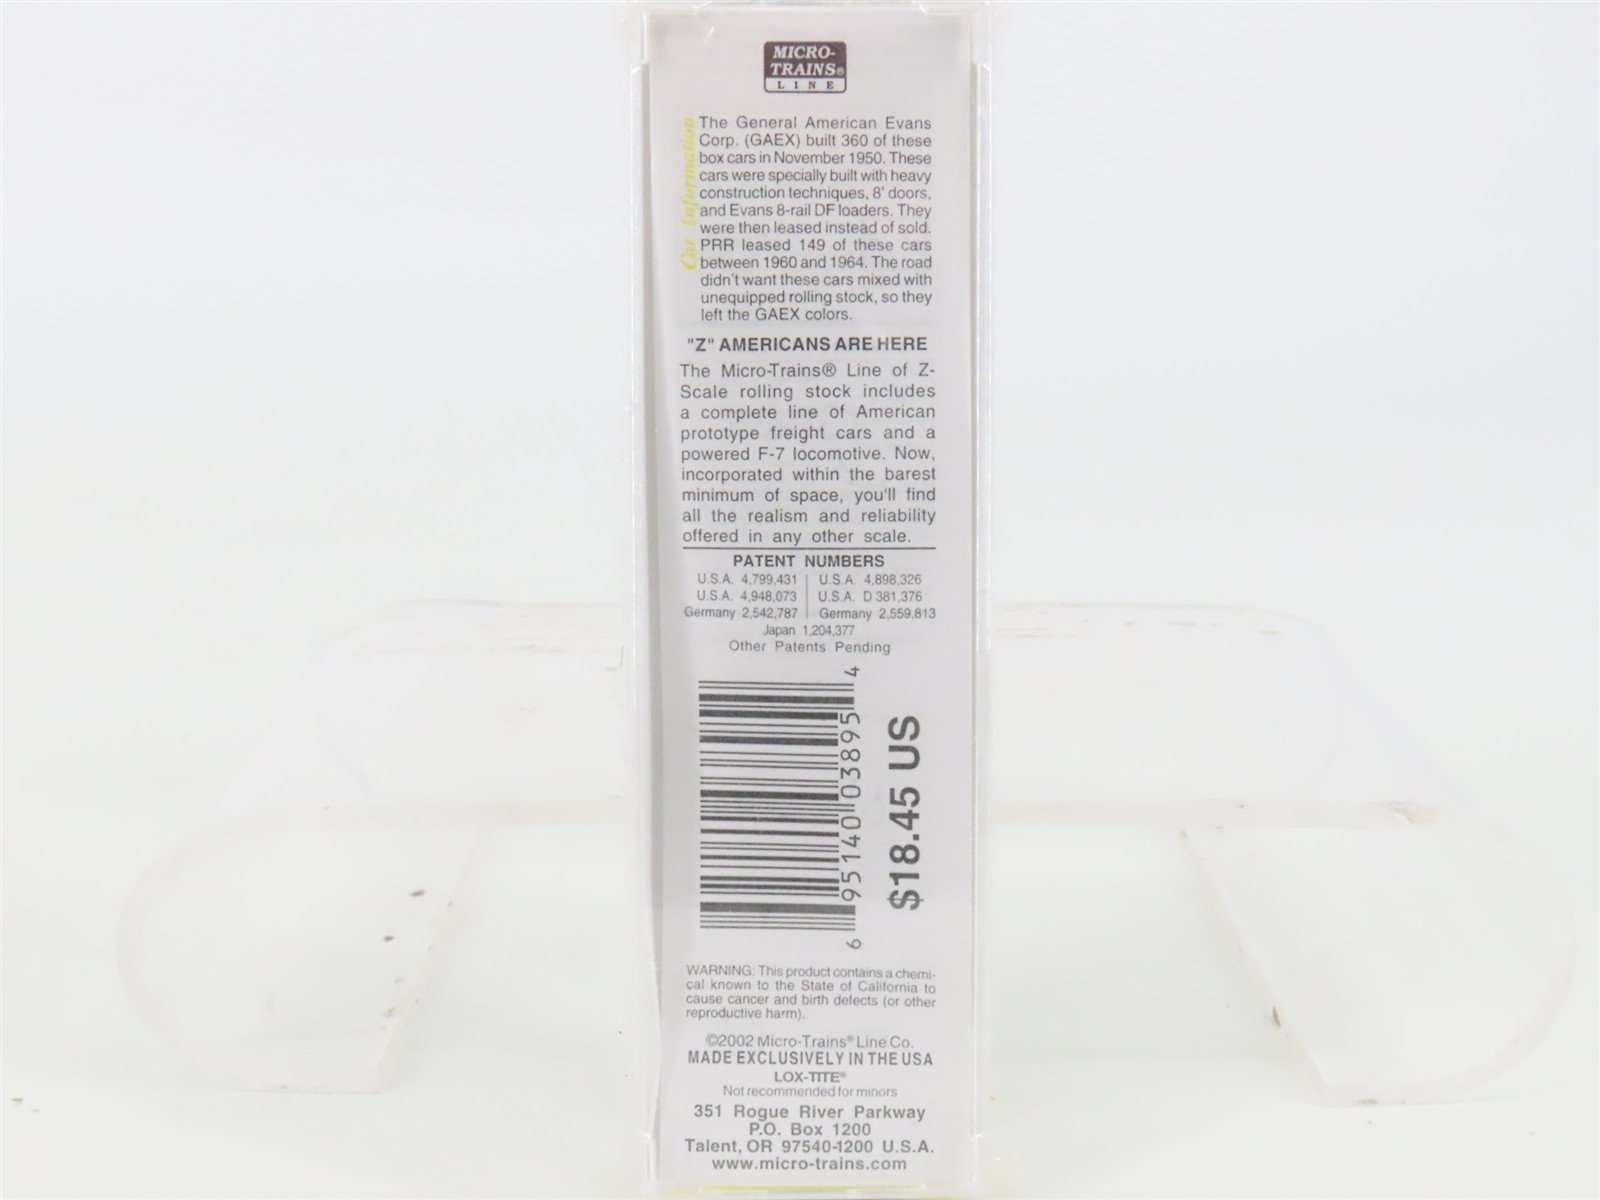 MICRO-
TRAINS®
LINE
Car Information
The General American Evans
Corp. (GAEX) built 360 of these
box cars in November 1950. These
cars were specially built with heavy
construction techniques, 8' doors,
and Evans 8-rail DF loaders. They
were then leased instead of sold.
PRR leased 149 of these cars
between 1960 and 1964. The road
didn't want these cars mixed with
unequipped rolling stock, so they
left the GAEX colors.
"Z" AMERICANS ARE HERE
The Micro-Trains® Line of Z-
Scale rolling stock includes
a complete line of American
prototype freight cars and a
powered F-7 locomotive. Now,
incorporated within the barest
minimum of space, you'll find
all the realism and reliability
offered in any other scale.
PATENT NUMBERS
U.S.A. 4,799,431 | U.S.A. 4,898,326
U.S.A. 4,948,073 | U.S.A. D 381,376
Germany 2,542,787 | Germany 2,559,813
Japan 1,204,377
Other Patents Pending
6 95140 03895 4
$18.45 US
WARNING: This product contains a chemi-
cal known to the State of California to
cause cancer and birth defects (or other
reproductive harm).
©2002 Micro-Trains® Line Co.
MADE EXCLUSIVELY IN THE USA
LOX-TITE®
Not recommended for minors
351 Rogue River Parkway
P.O. Box 1200
Talent, OR 97540-1200 U.S.A.
www.micro-trains.com